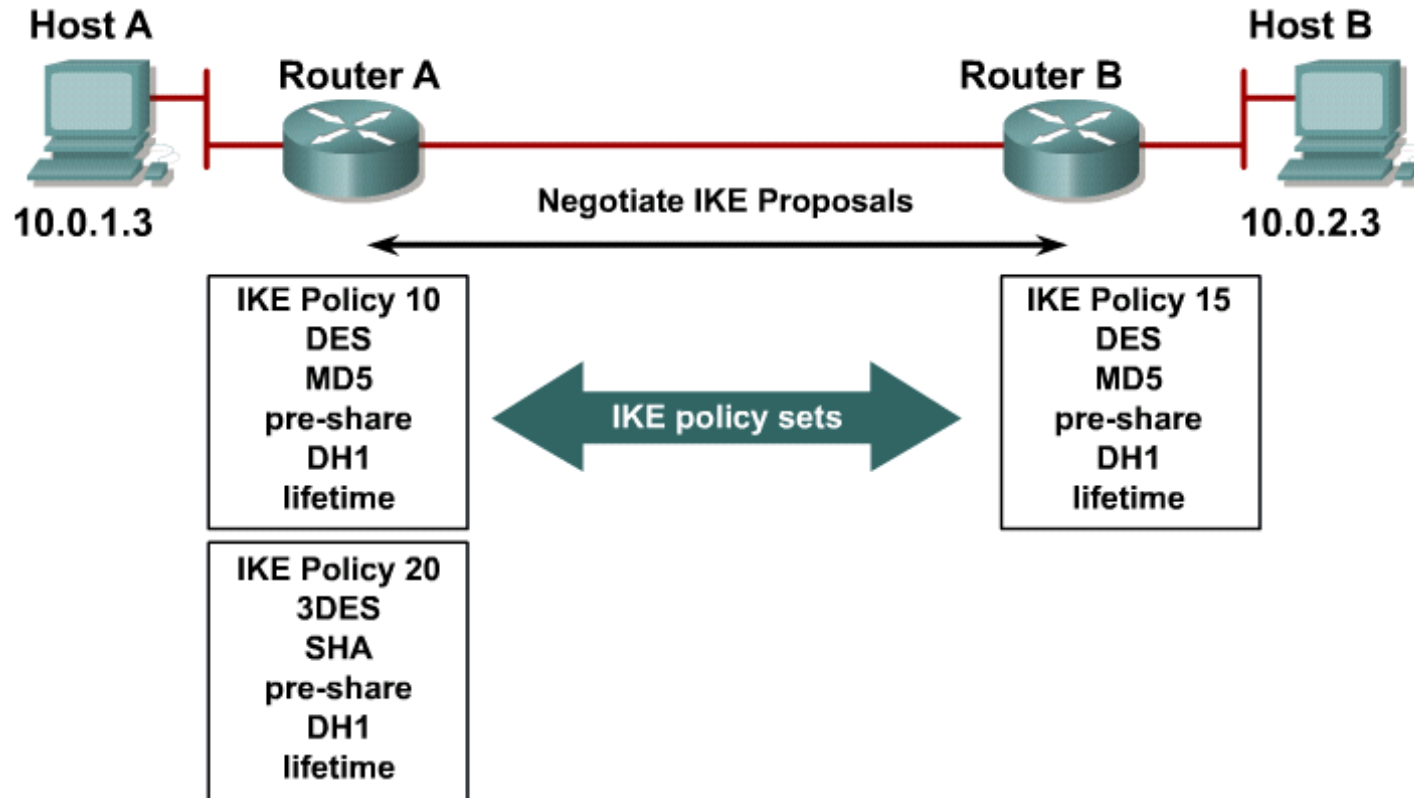 Host A
Host B
Router A
Router B
10.0.1.3
Negotiate IKE Proposals
10.0.2.3
IKE Policy 10
DES
MD5
pre-share
DH1
lifetime
IKE policy sets
IKE Policy 15
DES
MD5
pre-share
DH1
lifetime
IKE Policy 20
3DES
SHA
pre-share
DH1
lifetime